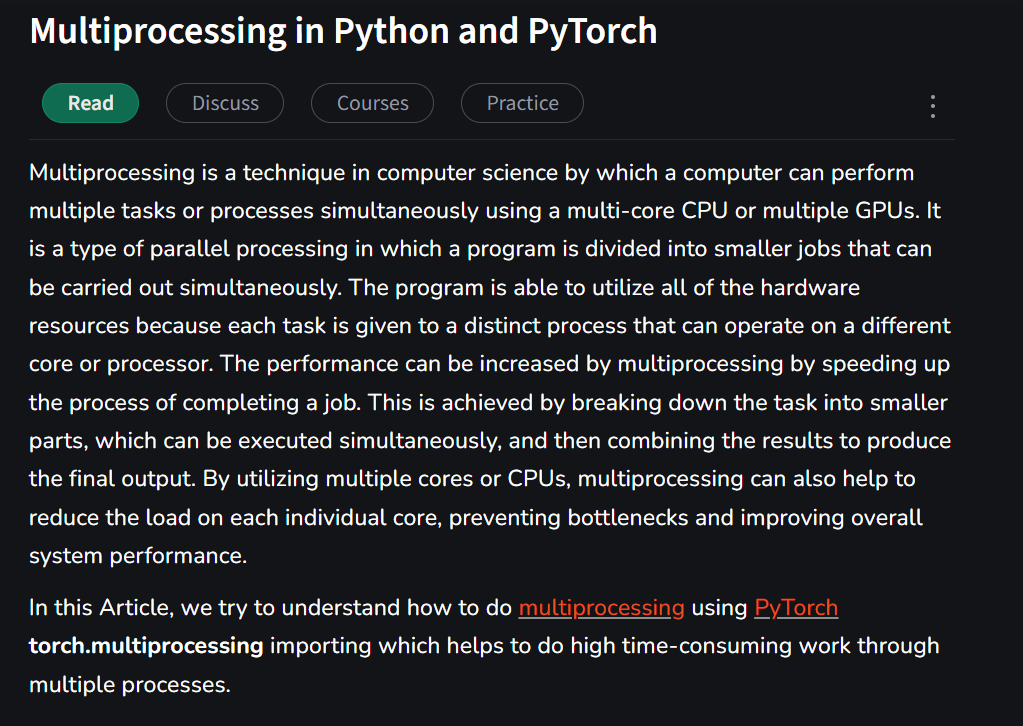 Multiprocessing in Python and PyTorch
Read
Discuss
Courses
Practice
Multiprocessing is a technique in computer science by which a computer can perform
multiple tasks or processes simultaneously using a multi-core CPU or multiple GPUs. It
is a type of parallel processing in which a program is divided into smaller jobs that can
be carried out simultaneously. The program is able to utilize all of the hardware
resources because each task is given to a distinct process that can operate on a different
core or processor. The performance can be increased by multiprocessing by speeding up
the process of completing a job. This is achieved by breaking down the task into smaller
parts, which can be executed simultaneously, and then combining the results to produce
the final output. By utilizing multiple cores or CPUs, multiprocessing can also help to
reduce the load on each individual core, preventing bottlenecks and improving overall
system performance.
In this Article, we try to understand how to do multiprocessing using PyTorch
torch.multiprocessing importing which helps to do high time-consuming work through
multiple processes.